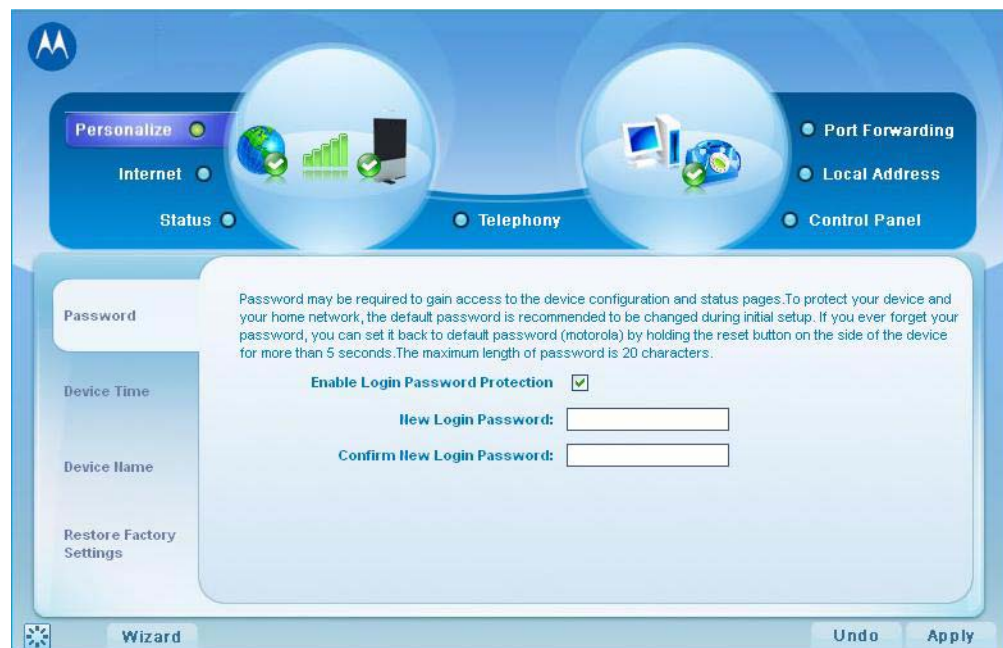 Personalize
Internet
Status
Telephony
Port Forwarding
Local Address
Control Panel
Password
Device Time
Device Name
Restore Factory
Settings
Password may be required to gain access to the device configuration and status pages.To protect your device and
your home network, the default password is recommended to be changed during initial setup. If you ever forget your
password, you can set it back to default password (motorola) by holding the reset button on the side of the device
for more than 5 seconds.The maximum length of password is 20 characters.
Enable Login Password Protection
New Login Password:
Confirm New Login Password:
Wizard
Undo
Apply